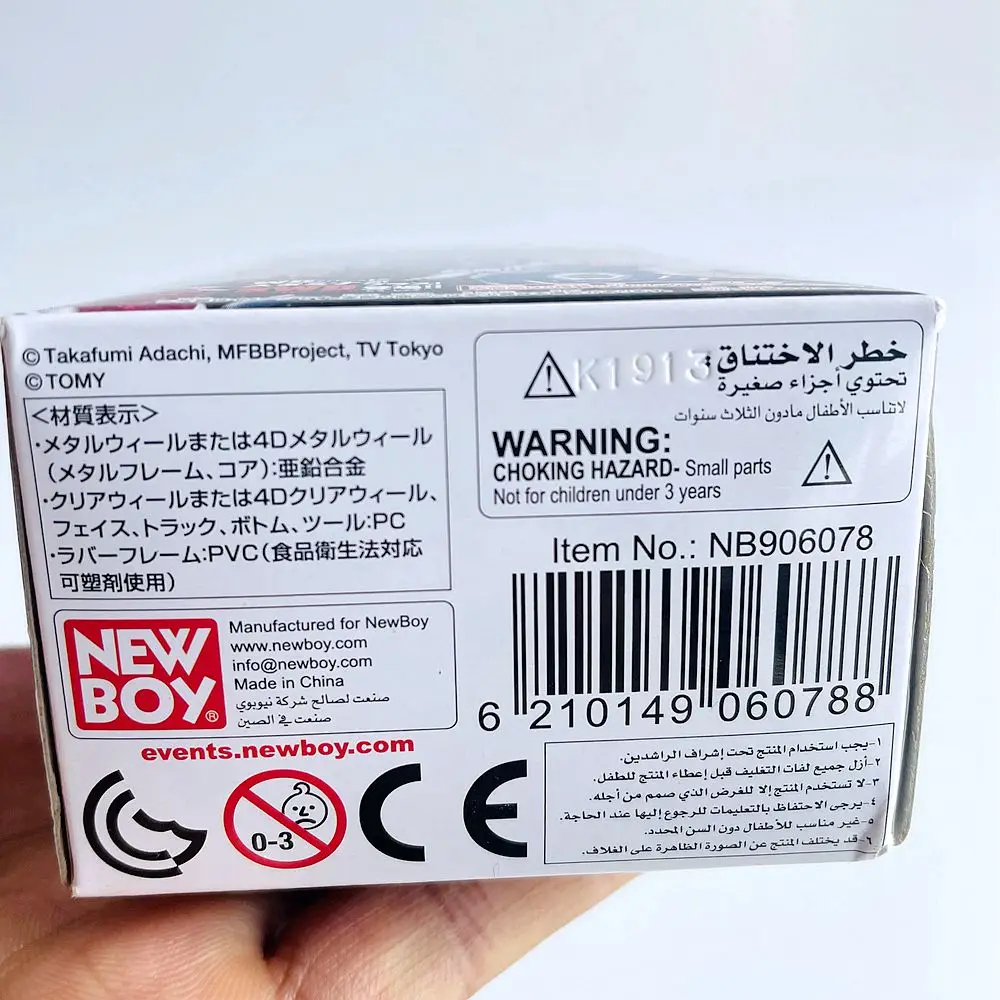 ©Takafumi Adachi, MFBBProject, TV Tokyo
©TOMY
<材質表示>
・メタルウィールまたは4Dメタルウィール
(メタルフレーム、コア):亜鉛合金
・クリアウィールまたは4Dクリアウィール、
フェイス、トラック、ボトム、ツール:PC
・ラバーフレーム:PVC(食品衛生法対応
可塑剤使用)
NEW BOY®
Manufactured for NewBoy
www.newboy.com
info@newboy.com
Made in China
صنعت لصالح شركة نيوبوي
صنعت في الصين
events.newboy.com
0-3
CE
خطر الاختناق:
K1913
تحتوي أجزاء صغيرة
لاتناسب الأطفال مادون الثلاث سنوات
WARNING:
CHOKING HAZARD- Small parts
Not for children under 3 years
Item No.: NB906078
6 210149 060788
١-يجب استخدام المنتج تحت إشراف الراشدين.
٢-أزل جميع لفات التغليف قبل إعطاء المنتج للطفل.
٣-لا تستخدم المنتج إلا للغرض الذي صمم من أجله.
٤-يرجى الاحتفاظ بالتعليمات للرجوع إليها عند الحاجة.
٥-غير مناسب للأطفال دون السن المحدد.
٦-قد يختلف المنتج عن الصورة الظاهرة على الغلاف.